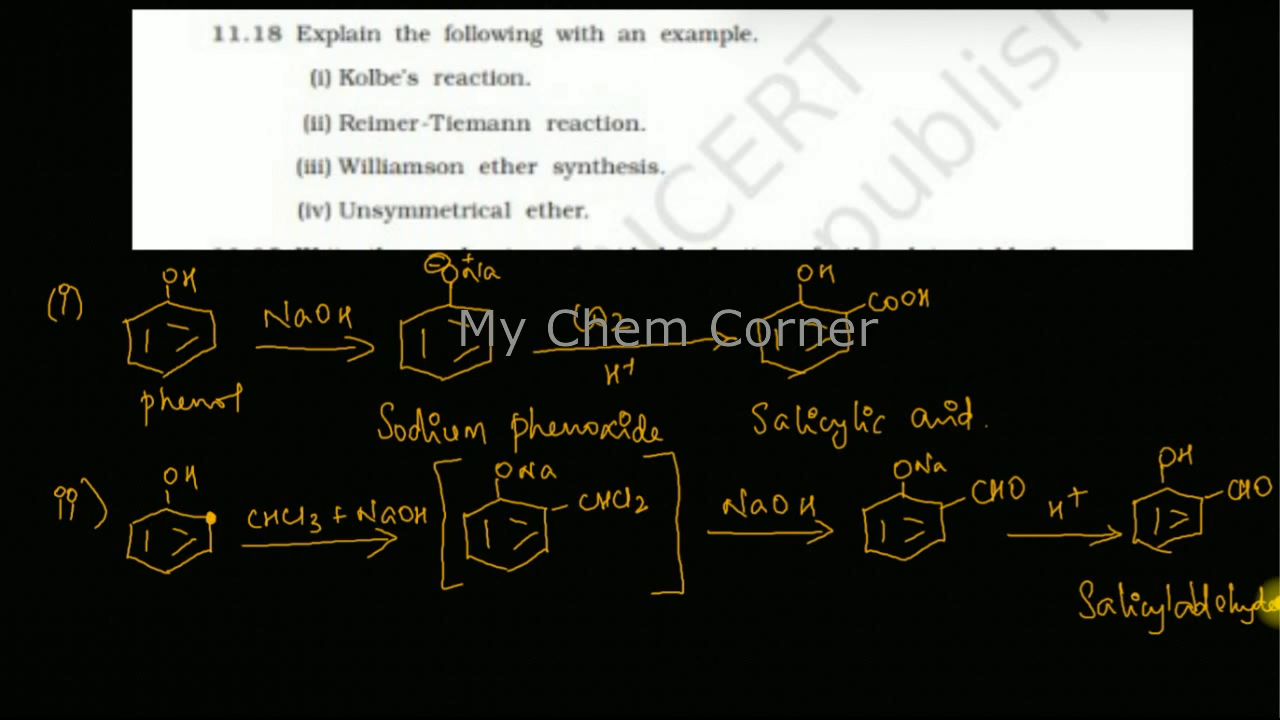 11.18 Explain the following with an example.
(i) Kolbe's reaction.
(ii) Reimer-Tiemann reaction.
(iii) Williamson ether synthesis.
(iv) Unsymmetrical ether.
NCERT
publish
My Chem Corner
(i) OH NaOH ONa H+ OH COOH
phenol Sodium phenoxide Salicylic acid.
ii) OH CHCl3 + NaOH ONa CHCl2 NaOH ONa CHO H+ OH CHO